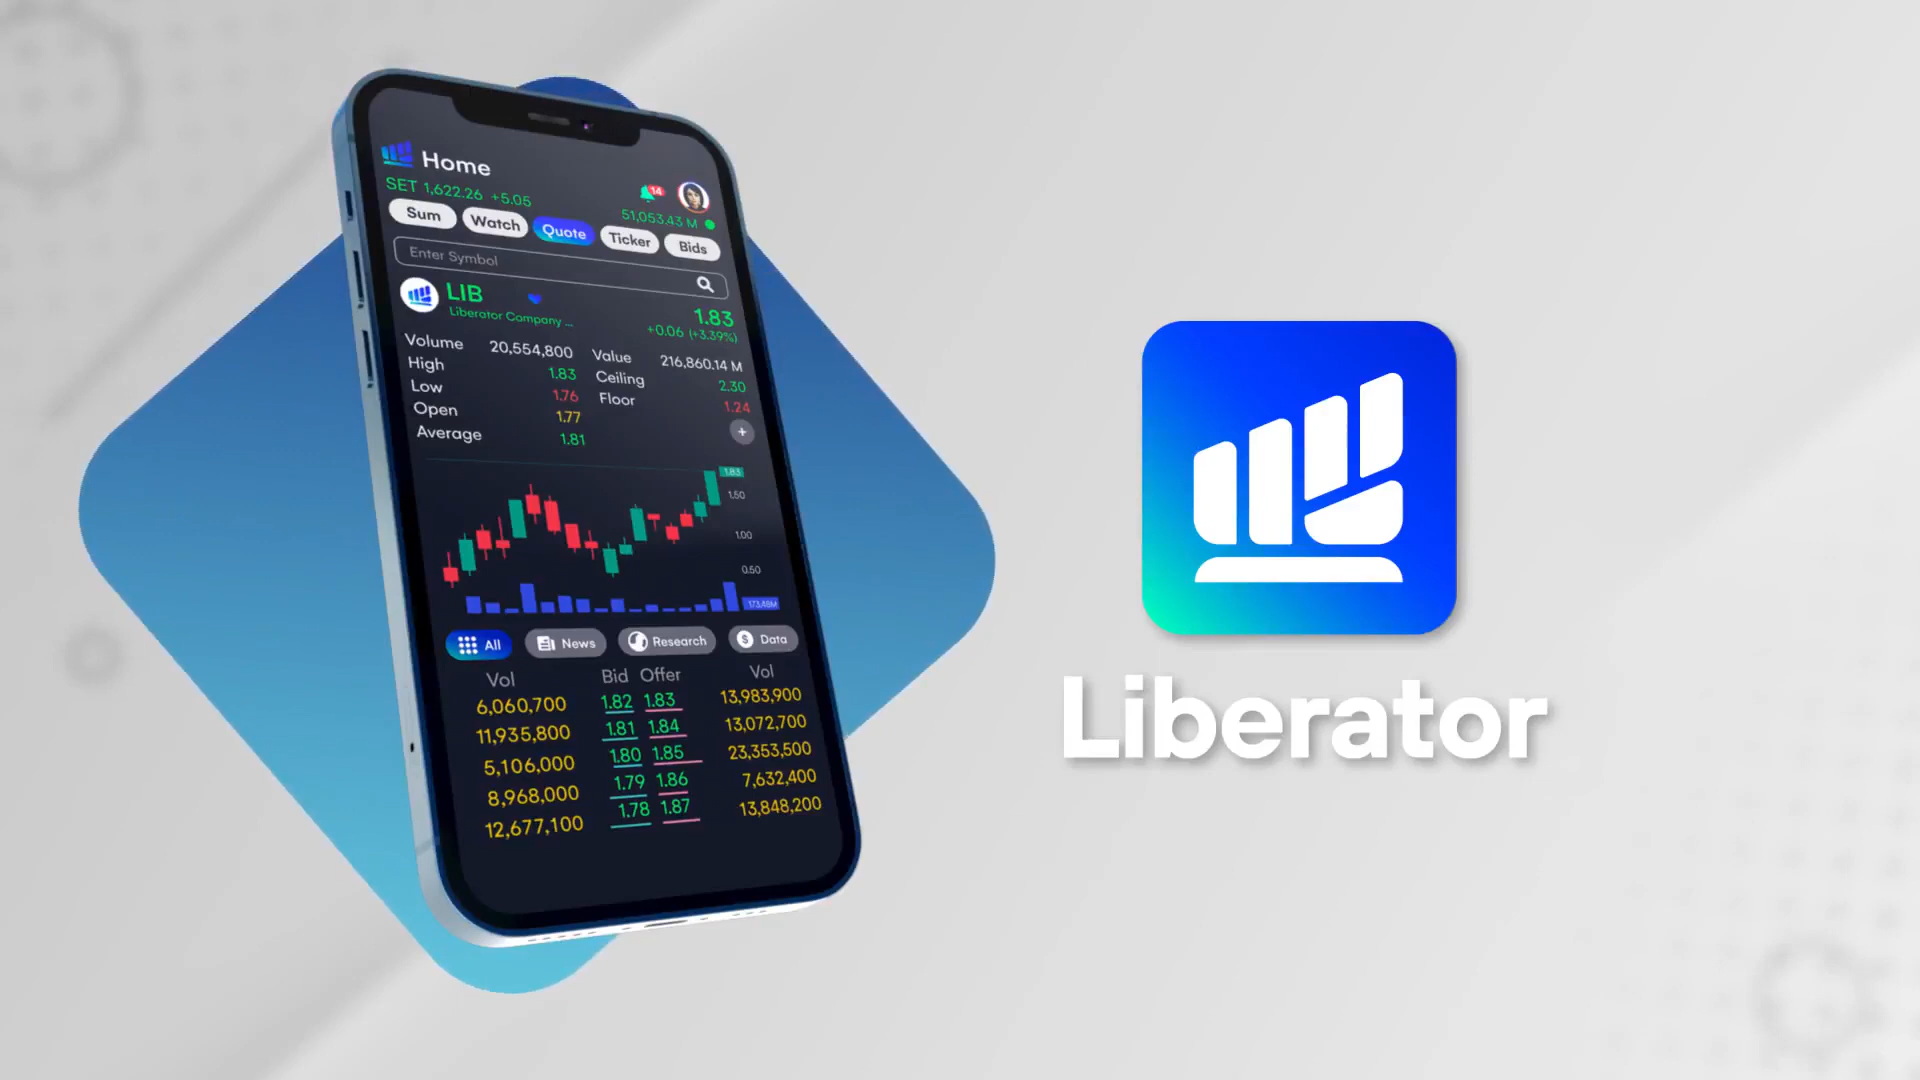 Home
SET 1,622.26 +5.05
14
51,053.43 M
Sum Watch Quote Ticker Bids
Enter Symbol
LIB
Liberator Company ...
1.83
+0.06 (+3.39%)
Volume 20,554,800 Value 216,860.14 M
High 1.83 Ceiling 2.30
Low 1.76 Floor 1.24
Open 1.77
Average 1.81
+
1.83
1.50
1.00
0.50
173.48M
All News Research $ Data
Vol Bid Offer Vol
6,060,700 1.82 1.83 13,983,900
11,935,800 1.81 1.84 13,072,700
5,106,000 1.80 1.85 23,353,500
8,968,000 1.79 1.86 7,632,400
12,677,100 1.78 1.87 13,848,200
Liberator